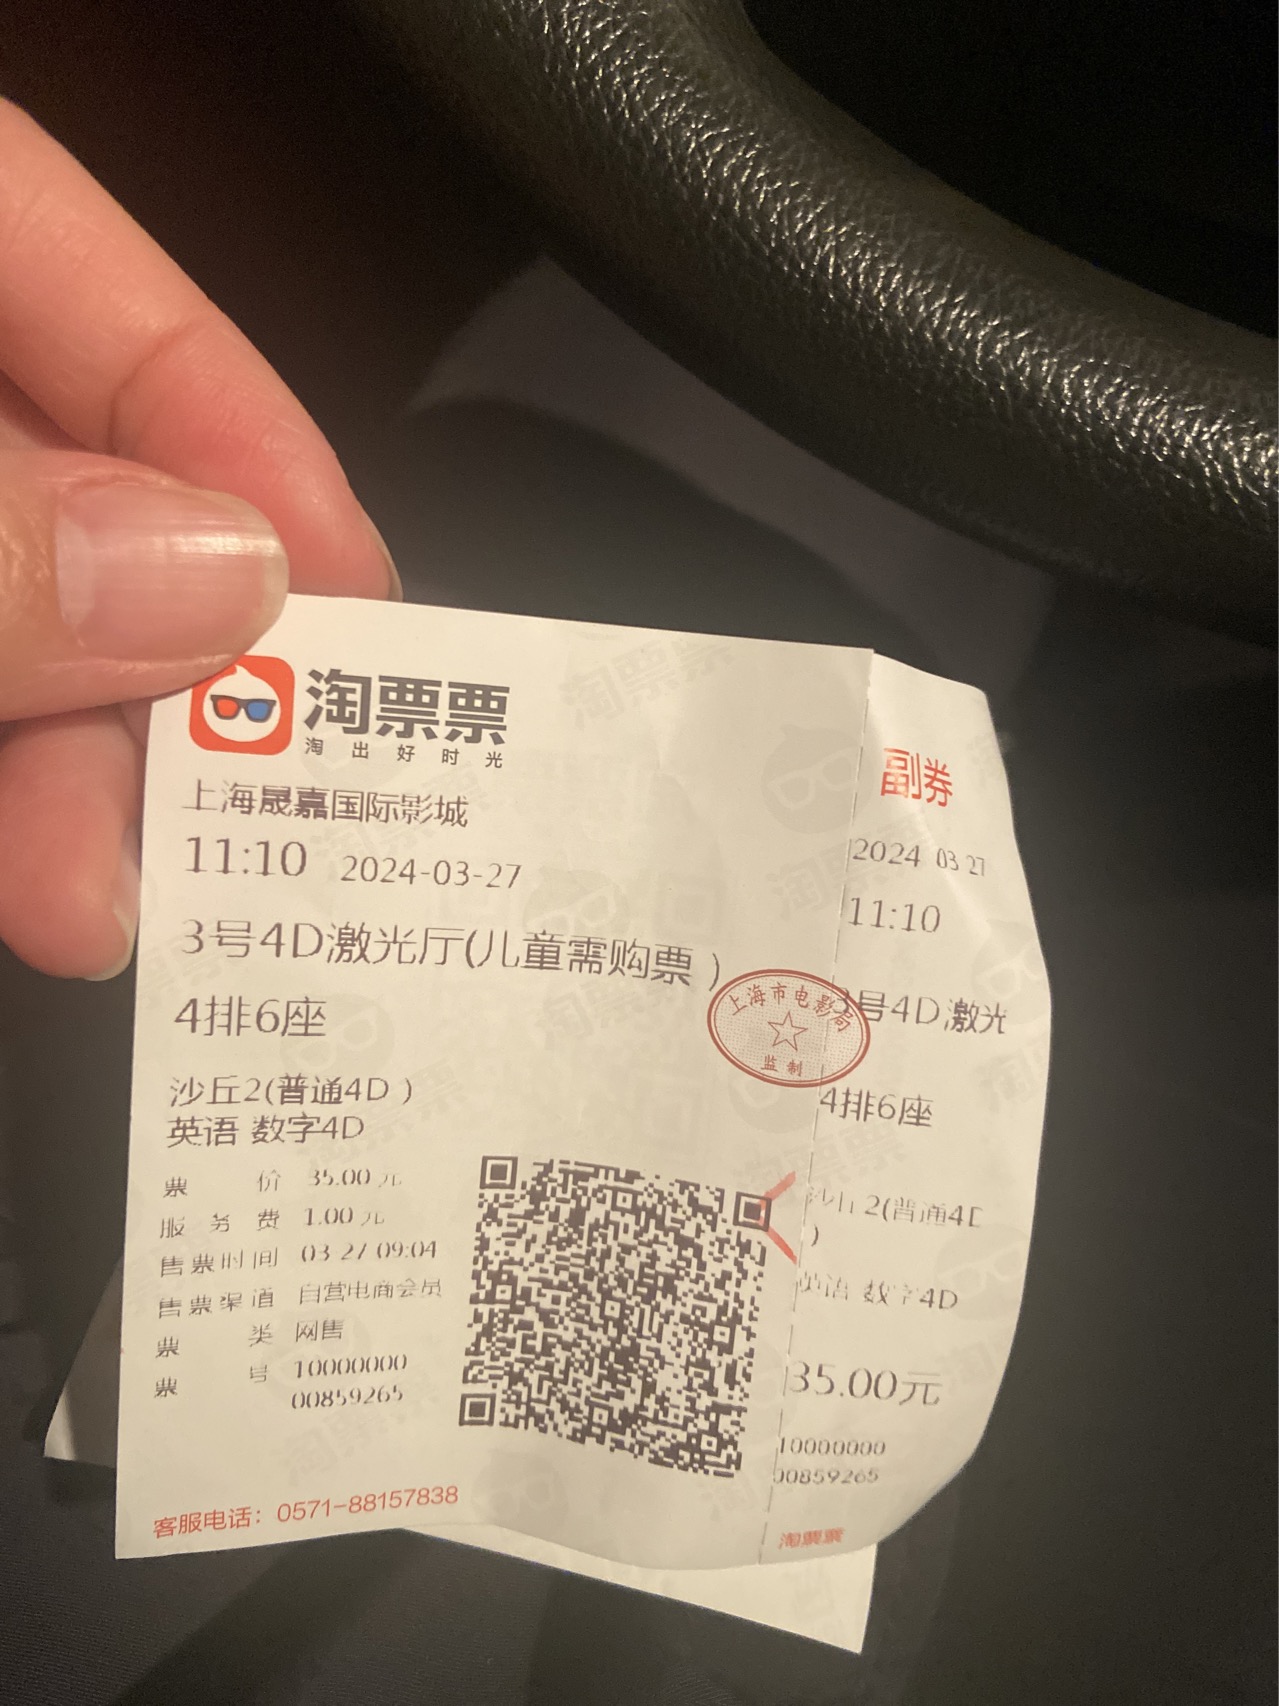 淘票票
淘出好时光
上海晟嘉国际影城
11:10 2024-03-27
3号4D激光厅(儿童需购票 )
4排6座
沙丘2(普通4D )
英语 数字4D
票价 35.00 元
服务费 1.00 元
售票时间 03-27 09:04
售票渠道 自营电商会员
票类 网售
票号 10000000
00859265
客服电话：0571-88157838
上海市电影局
监制
副券
2024 03 27
11:10
3号4D激光
4排6座
沙丘 2(普通4D
)
英语 数字4D
35.00元
10000000
00859265
淘票票